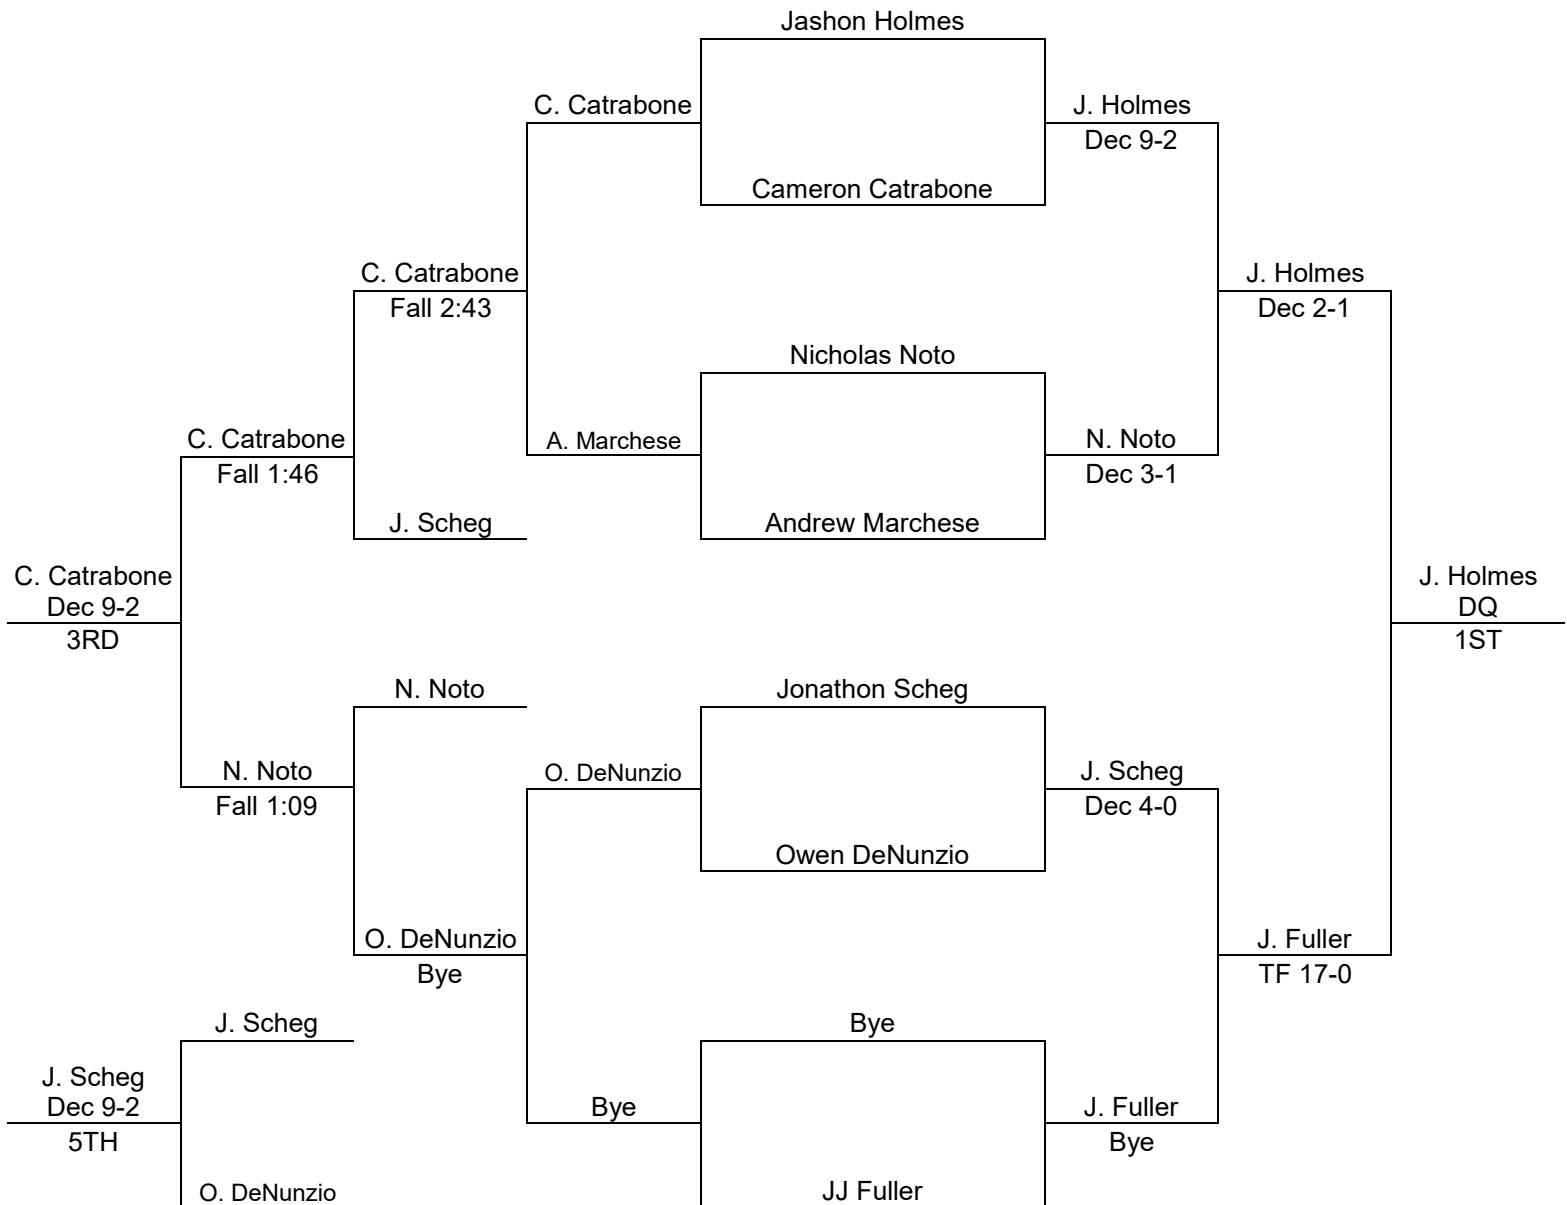 Jashon Holmes
C. Catrabone
J. Holmes
Dec 9-2
Cameron Catrabone
C. Catrabone
Fall 2:43
J. Holmes
Dec 2-1
Nicholas Noto
C. Catrabone
Fall 1:46
A. Marchese
N. Noto
Dec 3-1
J. Scheg
Andrew Marchese
C. Catrabone
Dec 9-2
3RD
J. Holmes
DQ
1ST
N. Noto
Jonathon Scheg
N. Noto
Fall 1:09
O. DeNunzio
J. Scheg
Dec 4-0
Owen DeNunzio
O. DeNunzio
Bye
J. Fuller
TF 17-0
J. Scheg
Bye
J. Scheg
Dec 9-2
5TH
Bye
J. Fuller
Bye
O. DeNunzio
JJ Fuller